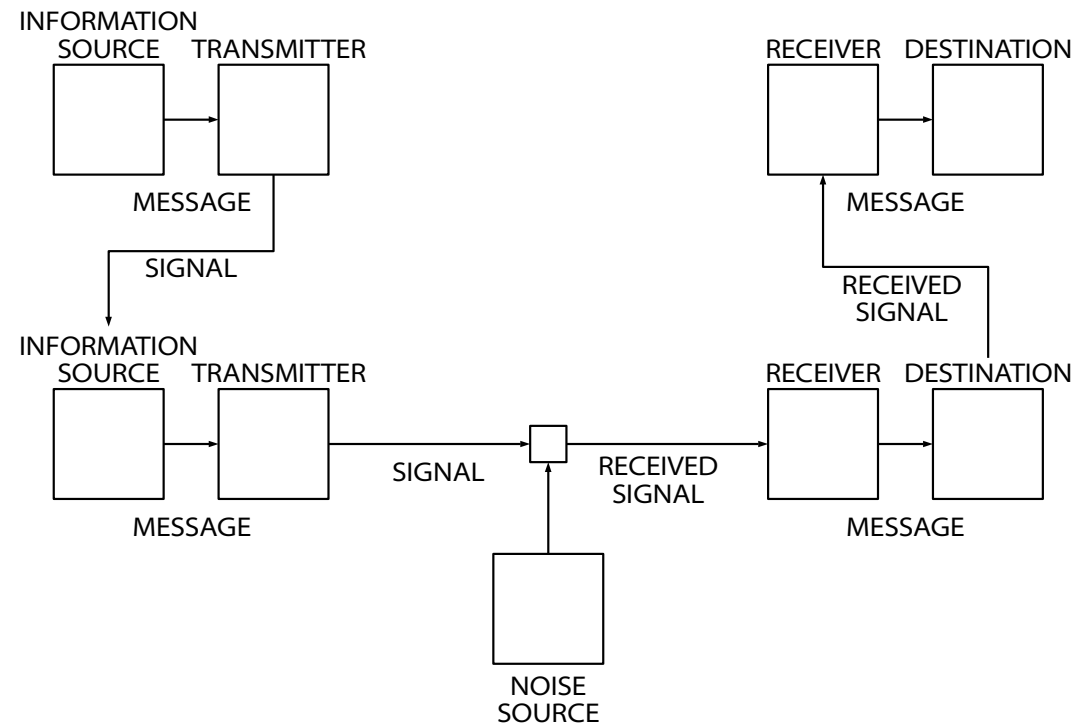 INFORMATION
SOURCE
TRANSMITTER
MESSAGE
SIGNAL
RECEIVER
DESTINATION
MESSAGE
RECEIVED
SIGNAL
INFORMATION
SOURCE
TRANSMITTER
MESSAGE
SIGNAL
RECEIVED
SIGNAL
RECEIVER
DESTINATION
MESSAGE
NOISE
SOURCE